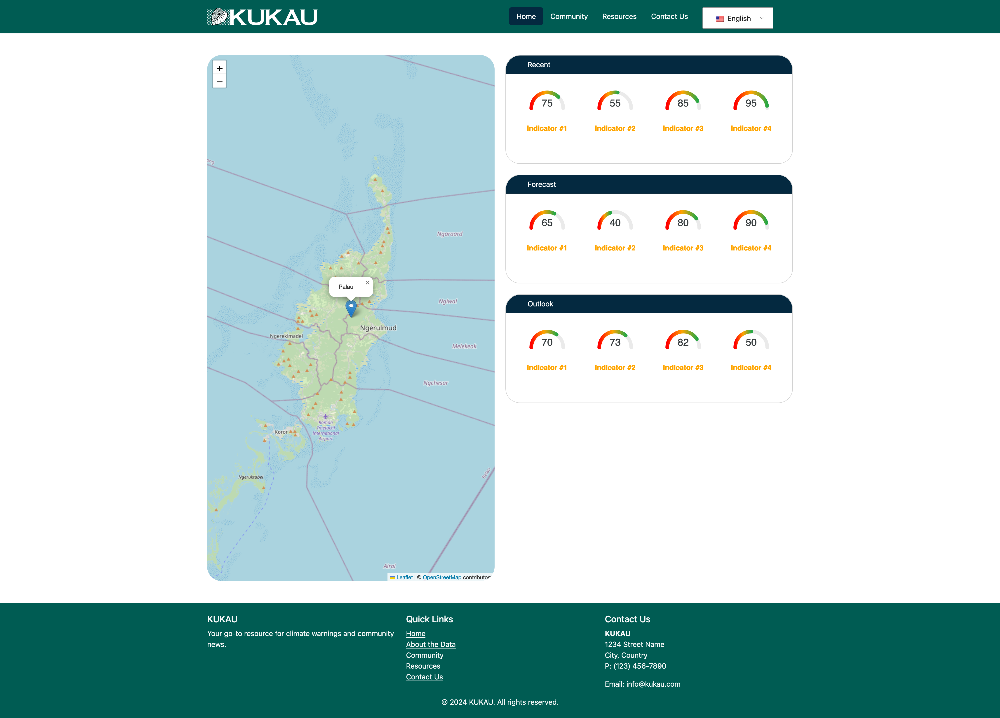 KUKAU
Home
Community
Resources
Contact Us
English
+
−
ong
Ngaraard
Palau
×
Ngiwal
Ngerulmud
Ngereklmadel
Melekeok
Ngchesar
Roman
Tmetuchl
International
Airport
Koror
Belau
Ngeruktabel
Airai
Leaflet | © OpenStreetMap contributors
Recent
75 55 85 95
Indicator #1 Indicator #2 Indicator #3 Indicator #4
Forecast
65 40 80 90
Indicator #1 Indicator #2 Indicator #3 Indicator #4
Outlook
70 73 82 50
Indicator #1 Indicator #2 Indicator #3 Indicator #4
KUKAU
Your go-to resource for climate warnings and community
news.
Quick Links
Home
About the Data
Community
Resources
Contact Us
Contact Us
KUKAU
1234 Street Name
City, Country
P: (123) 456-7890
Email: info@kukau.com
© 2024 KUKAU. All rights reserved.